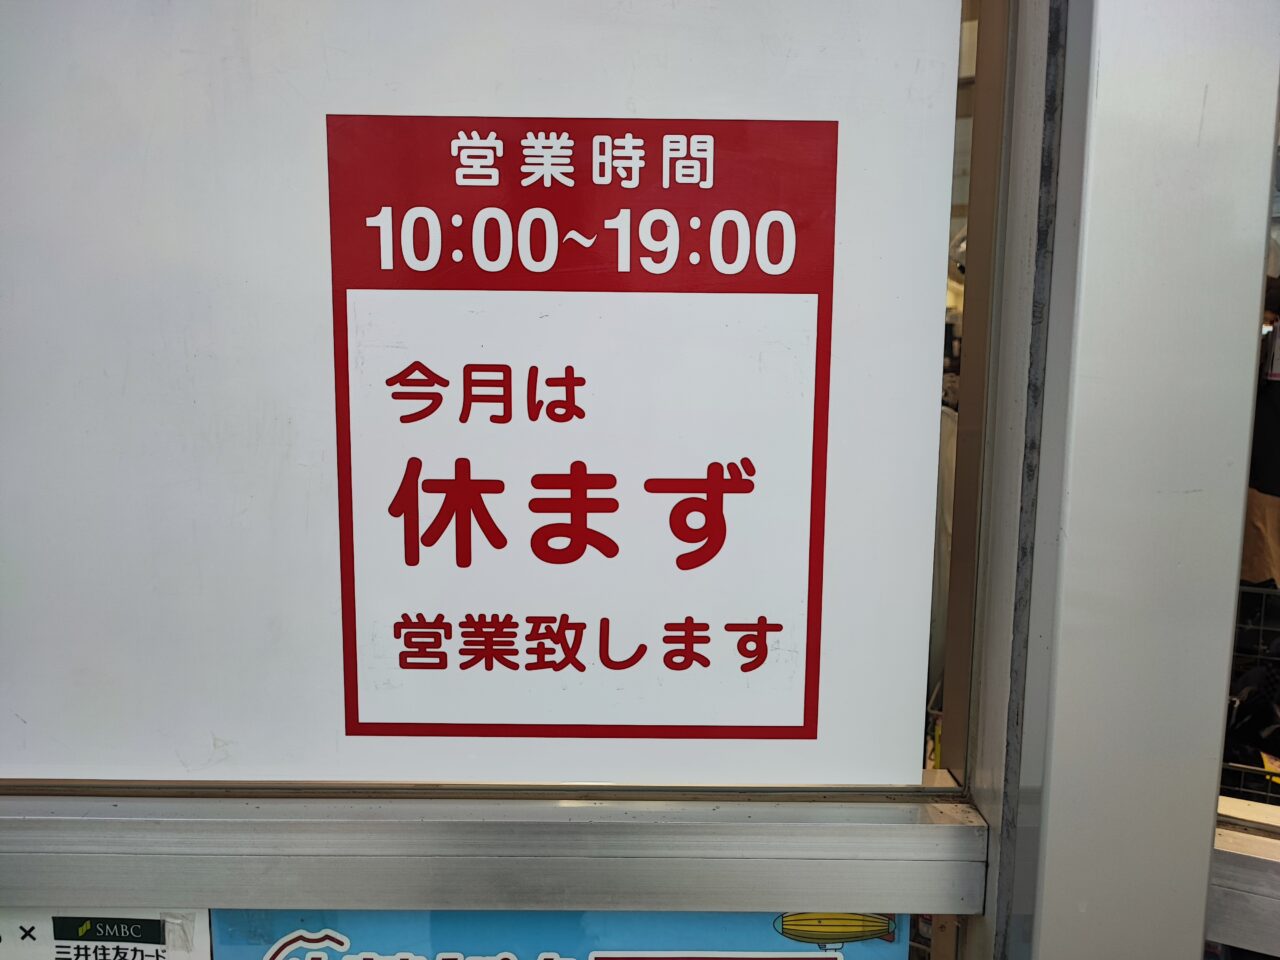 営業時間
10:00~19:00
今月は
休まず
営業致します
× SMBC
三井住友カード